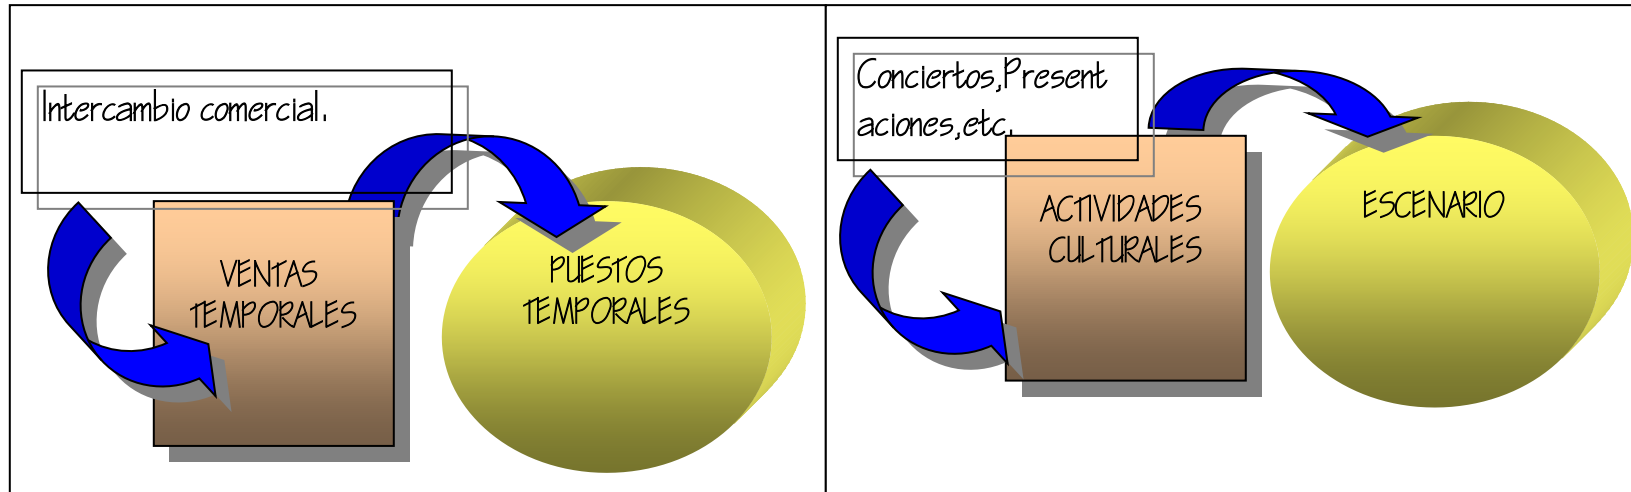 Intercambio comercial.
VENTAS
TEMPORALES
PUESTOS
TEMPORALES
Conciertos,Present
aciones,etc.
ACTIVIDADES
CULTURALES
ESCENARIO